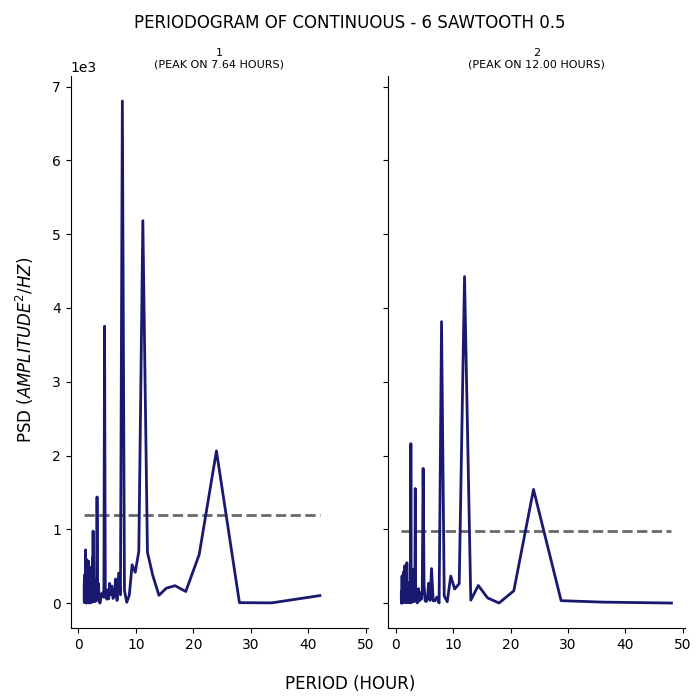 PERIODOGRAM OF CONTINUOUS - 6 SAWTOOTH 0.5
1
(PEAK ON 7.64 HOURS)
2
(PEAK ON 12.00 HOURS)
1e3
7
6
5
4
3
2
1
0
PSD (AMPLITUDE²/HZ)
0 10 20 30 40 50
0 10 20 30 40 50
PERIOD (HOUR)